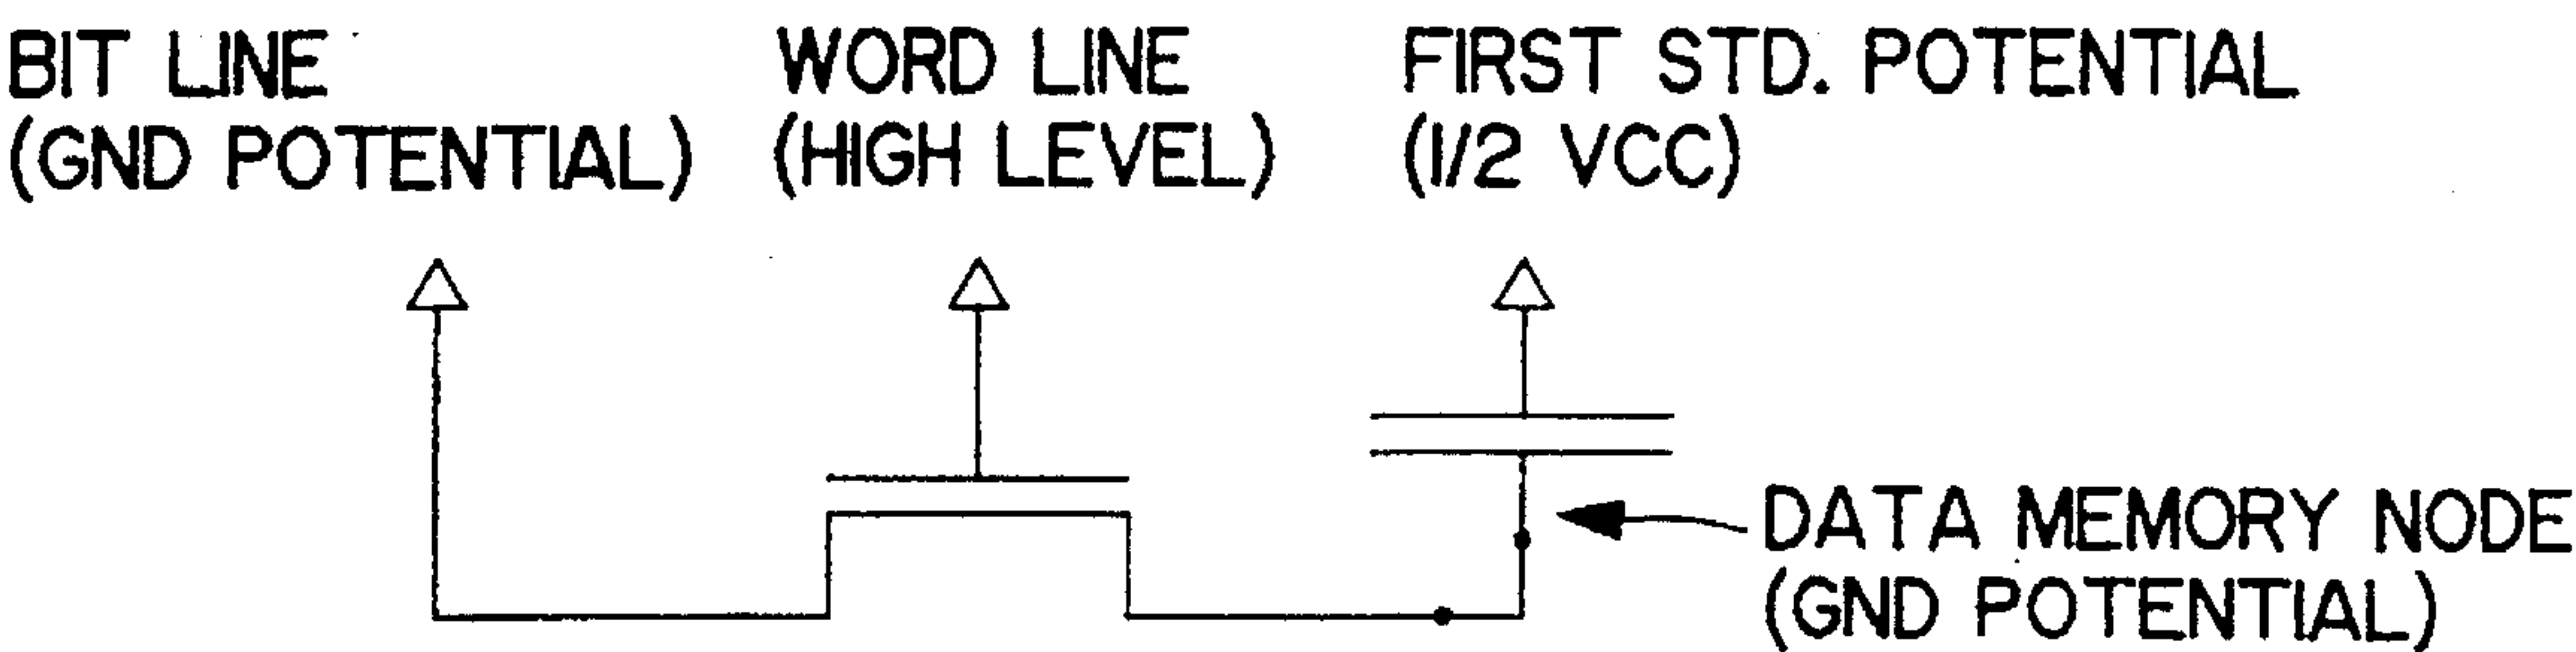 BIT LINE
(GND POTENTIAL)
WORD LINE
(HIGH LEVEL)
FIRST STD. POTENTIAL
(1/2 VCC)
DATA MEMORY NODE
(GND POTENTIAL)